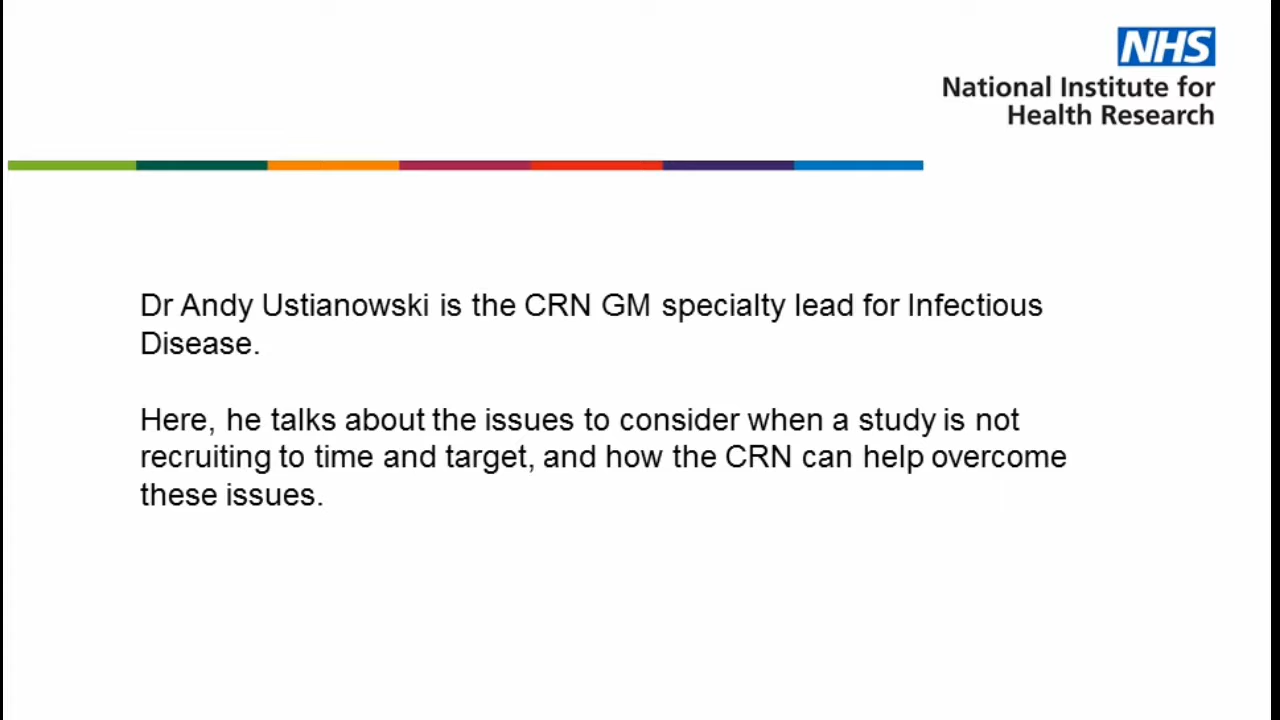 NHS
National Institute for
Health Research
Dr Andy Ustianowski is the CRN GM specialty lead for Infectious
Disease.
Here, he talks about the issues to consider when a study is not
recruiting to time and target, and how the CRN can help overcome
these issues.